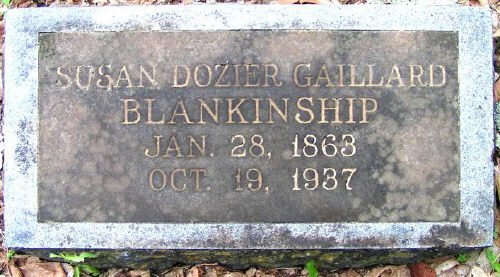 SUSAN DOZIER GAILLARD
BLANKINSHIP
JAN. 28, 1863
OCT. 19, 1937